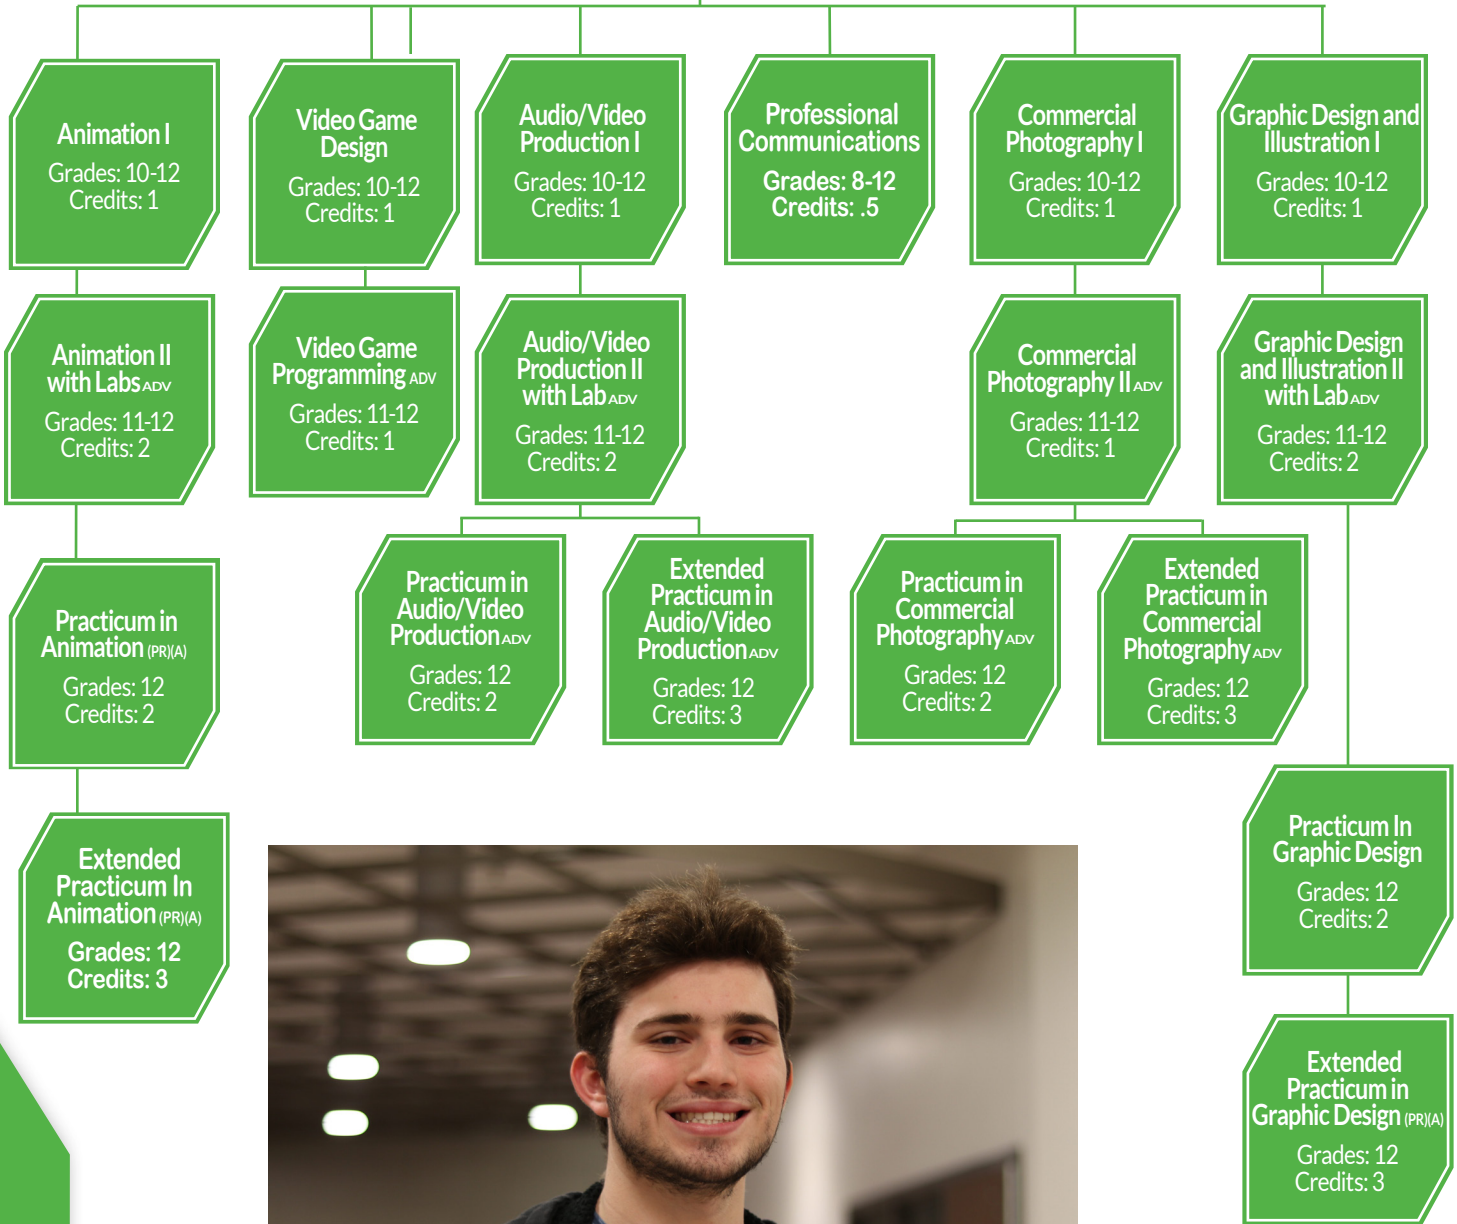 Animation I
Grades: 10-12
Credits: 1
Video Game
Design
Grades: 10-12
Credits: 1
Audio/Video
Production I
Grades: 10-12
Credits: 1
Professional
Communications
Grades: 8-12
Credits: .5
Commercial
Photography I
Grades: 10-12
Credits: 1
Graphic Design and
Illustration I
Grades: 10-12
Credits: 1
Animation II
with Labs ADV
Grades: 11-12
Credits: 2
Video Game
Programming ADV
Grades: 11-12
Credits: 1
Audio/Video
Production II
with Lab ADV
Grades: 11-12
Credits: 2
Commercial
Photography II ADV
Grades: 11-12
Credits: 1
Graphic Design
and Illustration II
with Lab ADV
Grades: 11-12
Credits: 2
Practicum in
Animation (PR)(A)
Grades: 12
Credits: 2
Practicum in
Audio/Video
Production ADV
Grades: 12
Credits: 2
Extended
Practicum in
Audio/Video
Production ADV
Grades: 12
Credits: 3
Practicum in
Commercial
Photography ADV
Grades: 12
Credits: 2
Extended
Practicum in
Commercial
Photography ADV
Grades: 12
Credits: 3
Extended
Practicum In
Animation (PR)(A)
Grades: 12
Credits: 3
Practicum In
Graphic Design
Grades: 12
Credits: 2
Extended
Practicum in
Graphic Design (PR)(A)
Grades: 12
Credits: 3